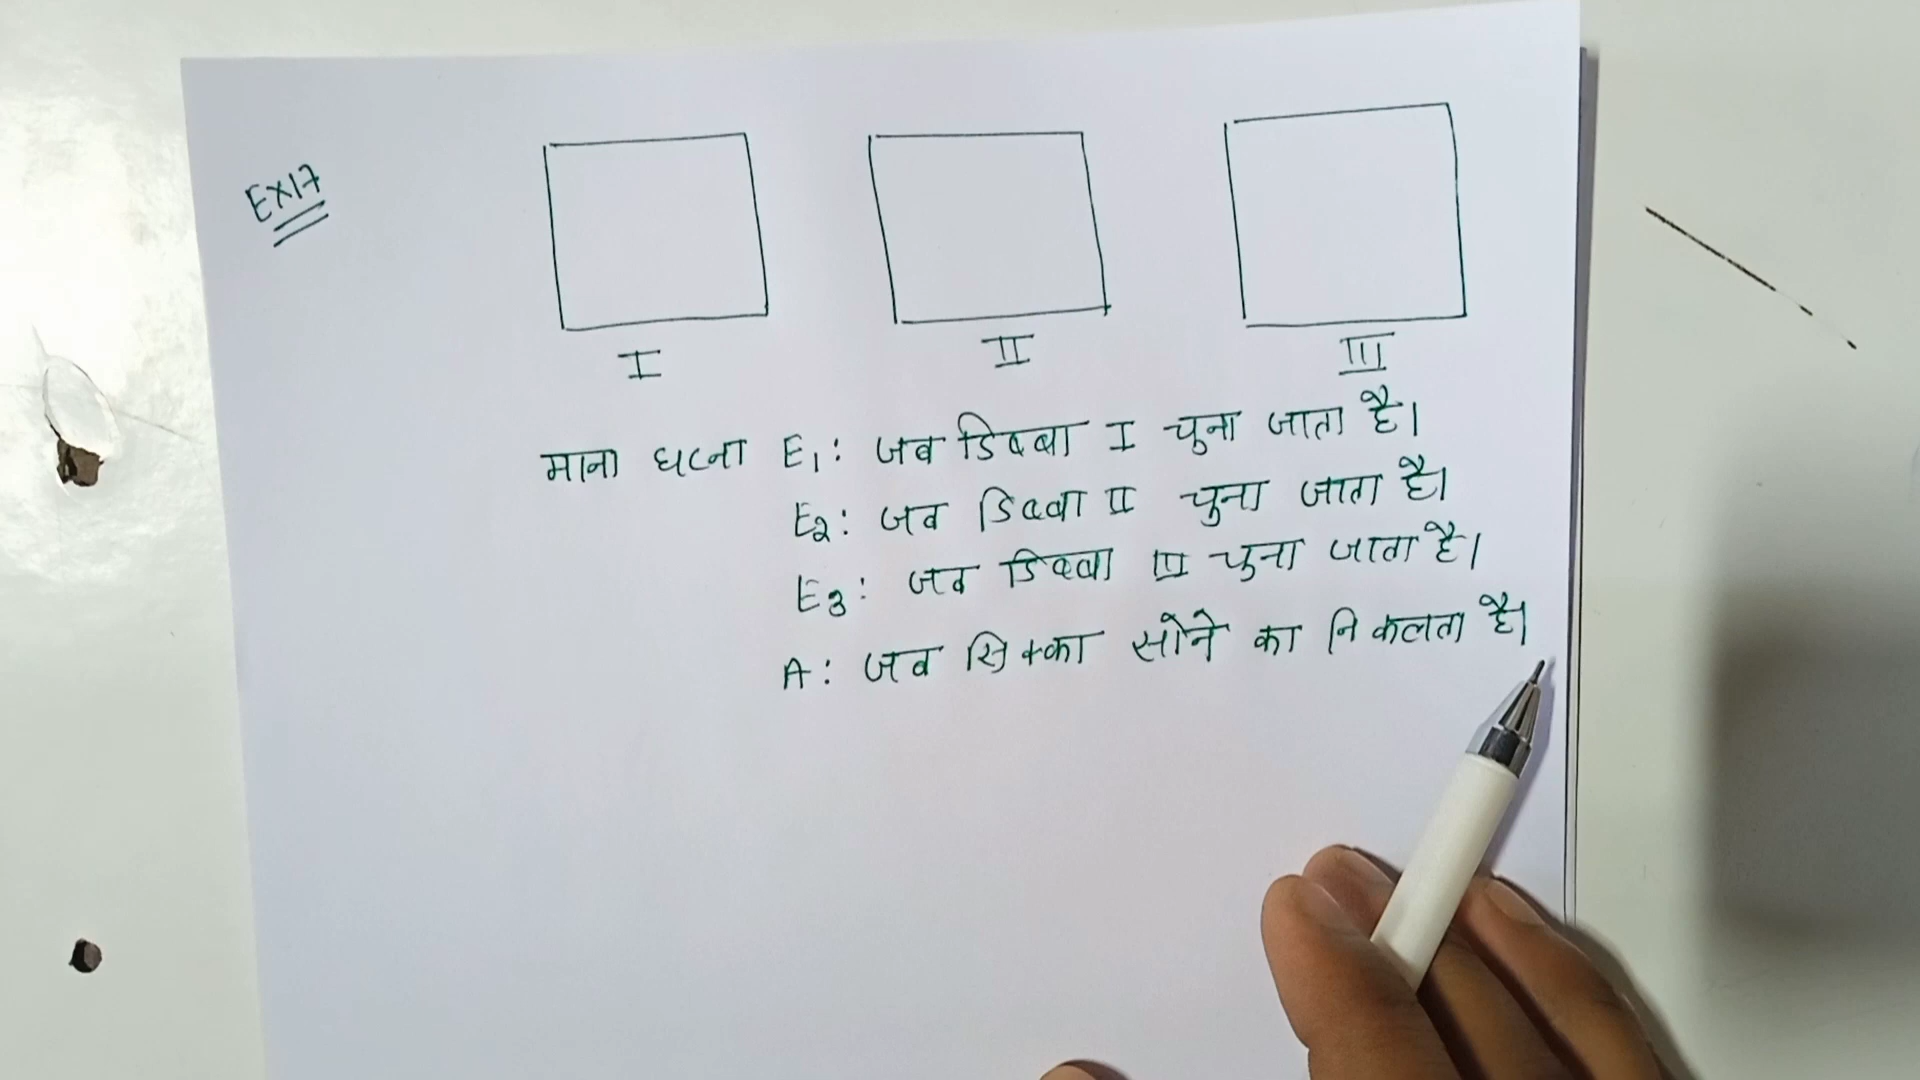 EX17
I II III
माना घटना E₁: जब डिब्बा I चुना जाता है।
E₂: जब डिब्बा II चुना जाता है।
E₃: जब डिब्बा III चुना जाता है।
A: जब सिक्का सोने का निकलता है।